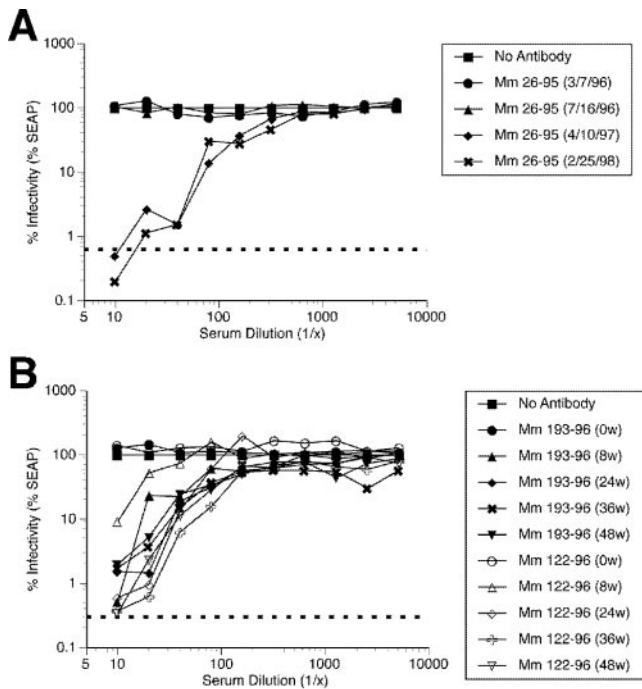 A
1000
100
10
1
0.1
% Infectivity (% SEAP)
5 10 100 1000 10000
Serum Dilution (1/x)
No Antibody
Mm 26-95 (3/7/96)
Mm 26-95 (7/16/96)
Mm 26-95 (4/10/97)
Mm 26-95 (2/25/98)
B
1000
100
10
1
0.1
% Infectivity (% SEAP)
5 10 100 1000 10000
Serum Dilution (1/x)
No Antibody
Mm 193-96 (0w)
Mm 193-96 (8w)
Mm 193-96 (24w)
Mm 193-96 (36w)
Mm 193-96 (48w)
Mm 122-96 (0w)
Mm 122-96 (8w)
Mm 122-96 (24w)
Mm 122-96 (36w)
Mm 122-96 (48w)